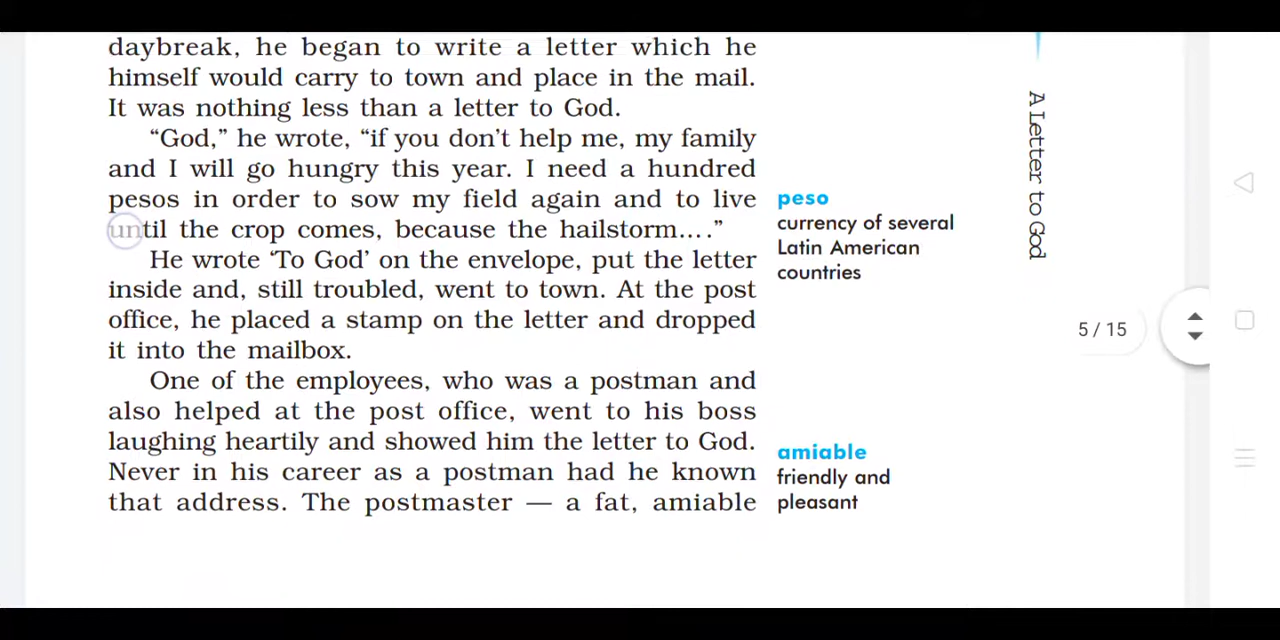 daybreak, he began to write a letter which he
himself would carry to town and place in the mail.
It was nothing less than a letter to God.
“God,” he wrote, “if you don’t help me, my family
and I will go hungry this year. I need a hundred
pesos in order to sow my field again and to live
until the crop comes, because the hailstorm....”
He wrote ‘To God’ on the envelope, put the letter
inside and, still troubled, went to town. At the post
office, he placed a stamp on the letter and dropped
it into the mailbox.
One of the employees, who was a postman and
also helped at the post office, went to his boss
laughing heartily and showed him the letter to God.
Never in his career as a postman had he known
that address. The postmaster — a fat, amiable
peso
currency of several
Latin American
countries
amiable
friendly and
pleasant
A Letter to God
5 / 15